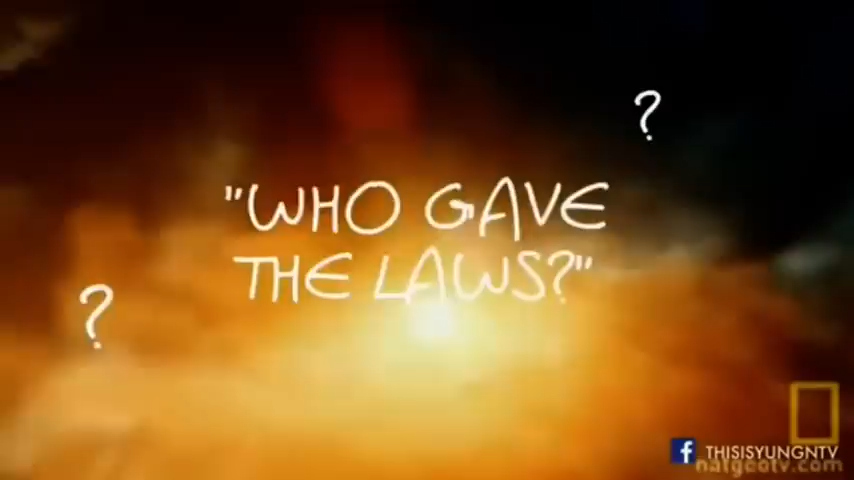 ?
"WHO GAVE
THE LAWS?"
?
THISISYUNGNTV
natgeotv.com